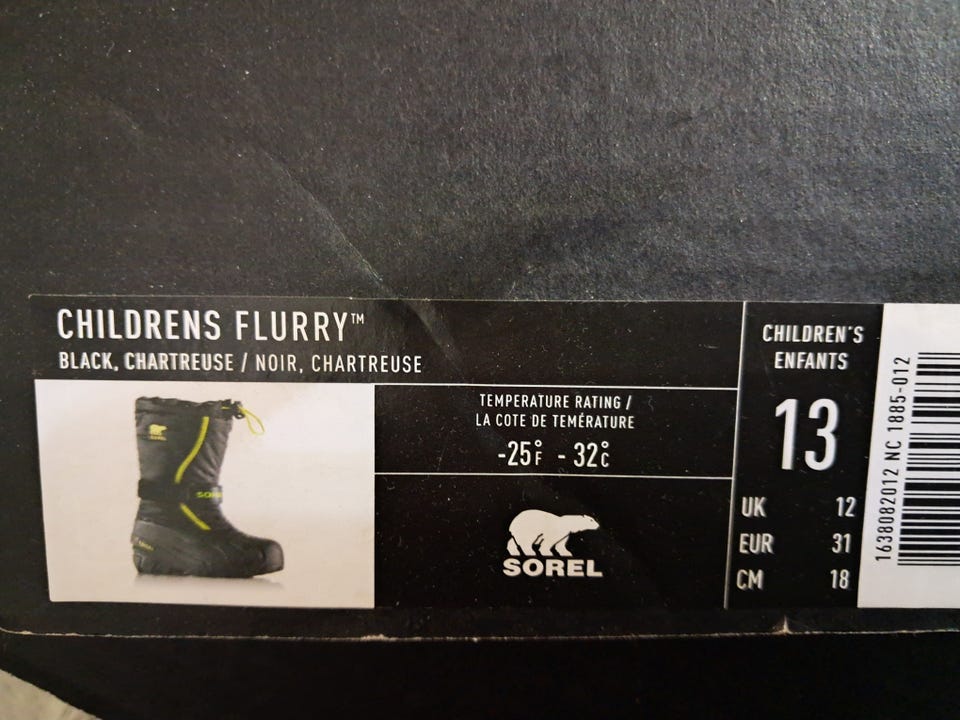 CHILDRENS FLURRY™
BLACK, CHARTREUSE / NOIR, CHARTREUSE
SOREL
TEMPERATURE RATING /
LA COTE DE TEMÉRATURE
-25°F - 32°C
SOREL
CHILDREN'S
ENFANTS
13
UK 12
EUR 31
CM 18
1638082012 NC 1885-012